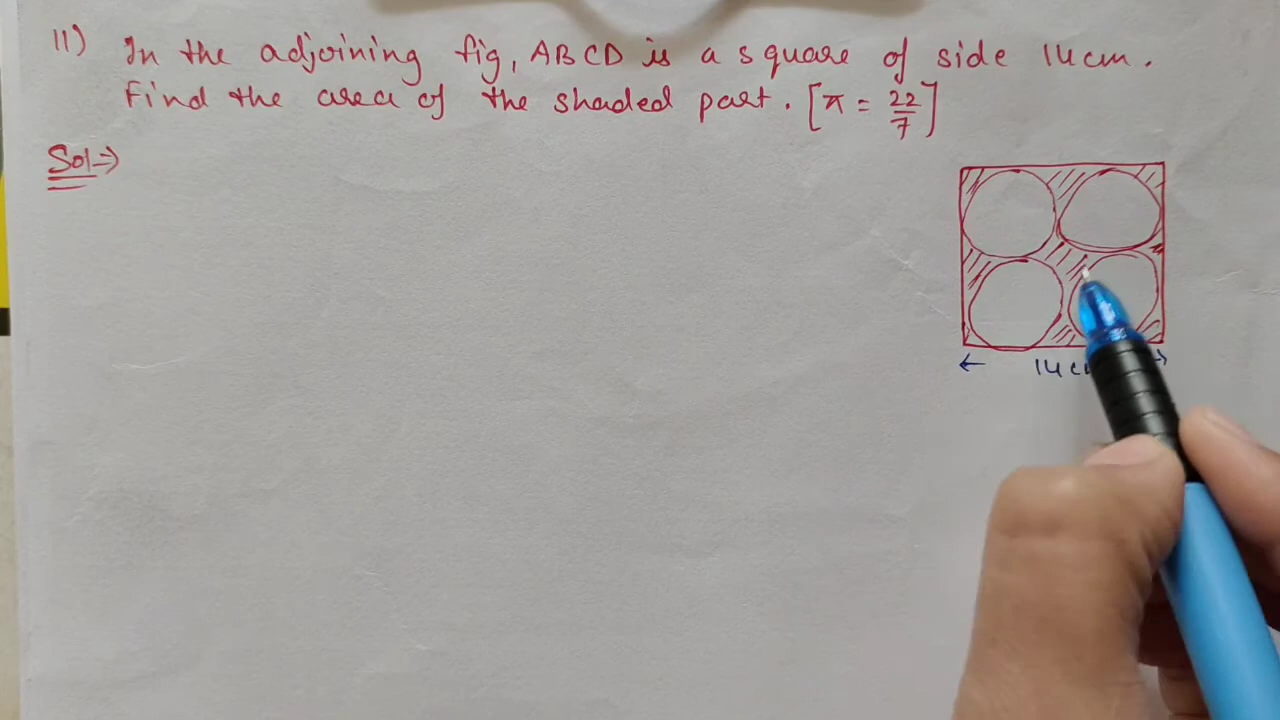 11) In the adjoining fig, ABCD is a square of side 14cm.
Find the area of the shaded part. [π = 22/7]
Sol→
14c